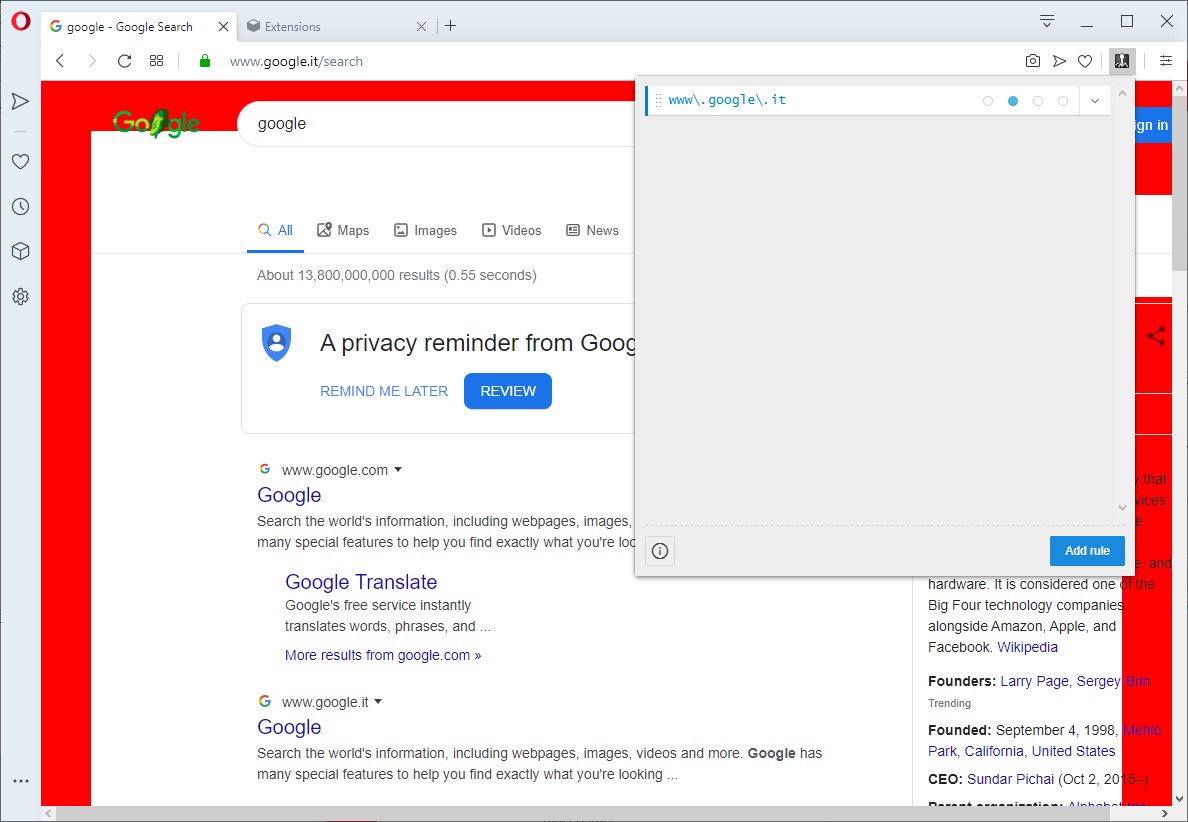 google - Google Search
Extensions
www.google.it/search
Google
google
www\.google\.it
ign in
All
Maps
Images
Videos
News
About 13,800,000,000 results (0.55 seconds)
A privacy reminder from Goog
REMIND ME LATER
REVIEW
www.google.com
Google
Search the world's information, including webpages, images,
many special features to help you find exactly what you're loo
Google Translate
Google's free service instantly
translates words, phrases, and ...
More results from google.com »
www.google.it
Google
Search the world's information, including webpages, images, videos and more. Google has
many special features to help you find exactly what you're looking ...
Add rule
y that
vices
e
e, and
hardware. It is considered one of the
Big Four technology companies,
alongside Amazon, Apple, and
Facebook. Wikipedia
Founders: Larry Page, Sergey Brin
Trending
Founded: September 4, 1998, Menlo
Park, California, United States
CEO: Sundar Pichai (Oct 2, 2015–)
Parent organization: Alphabet Inc.